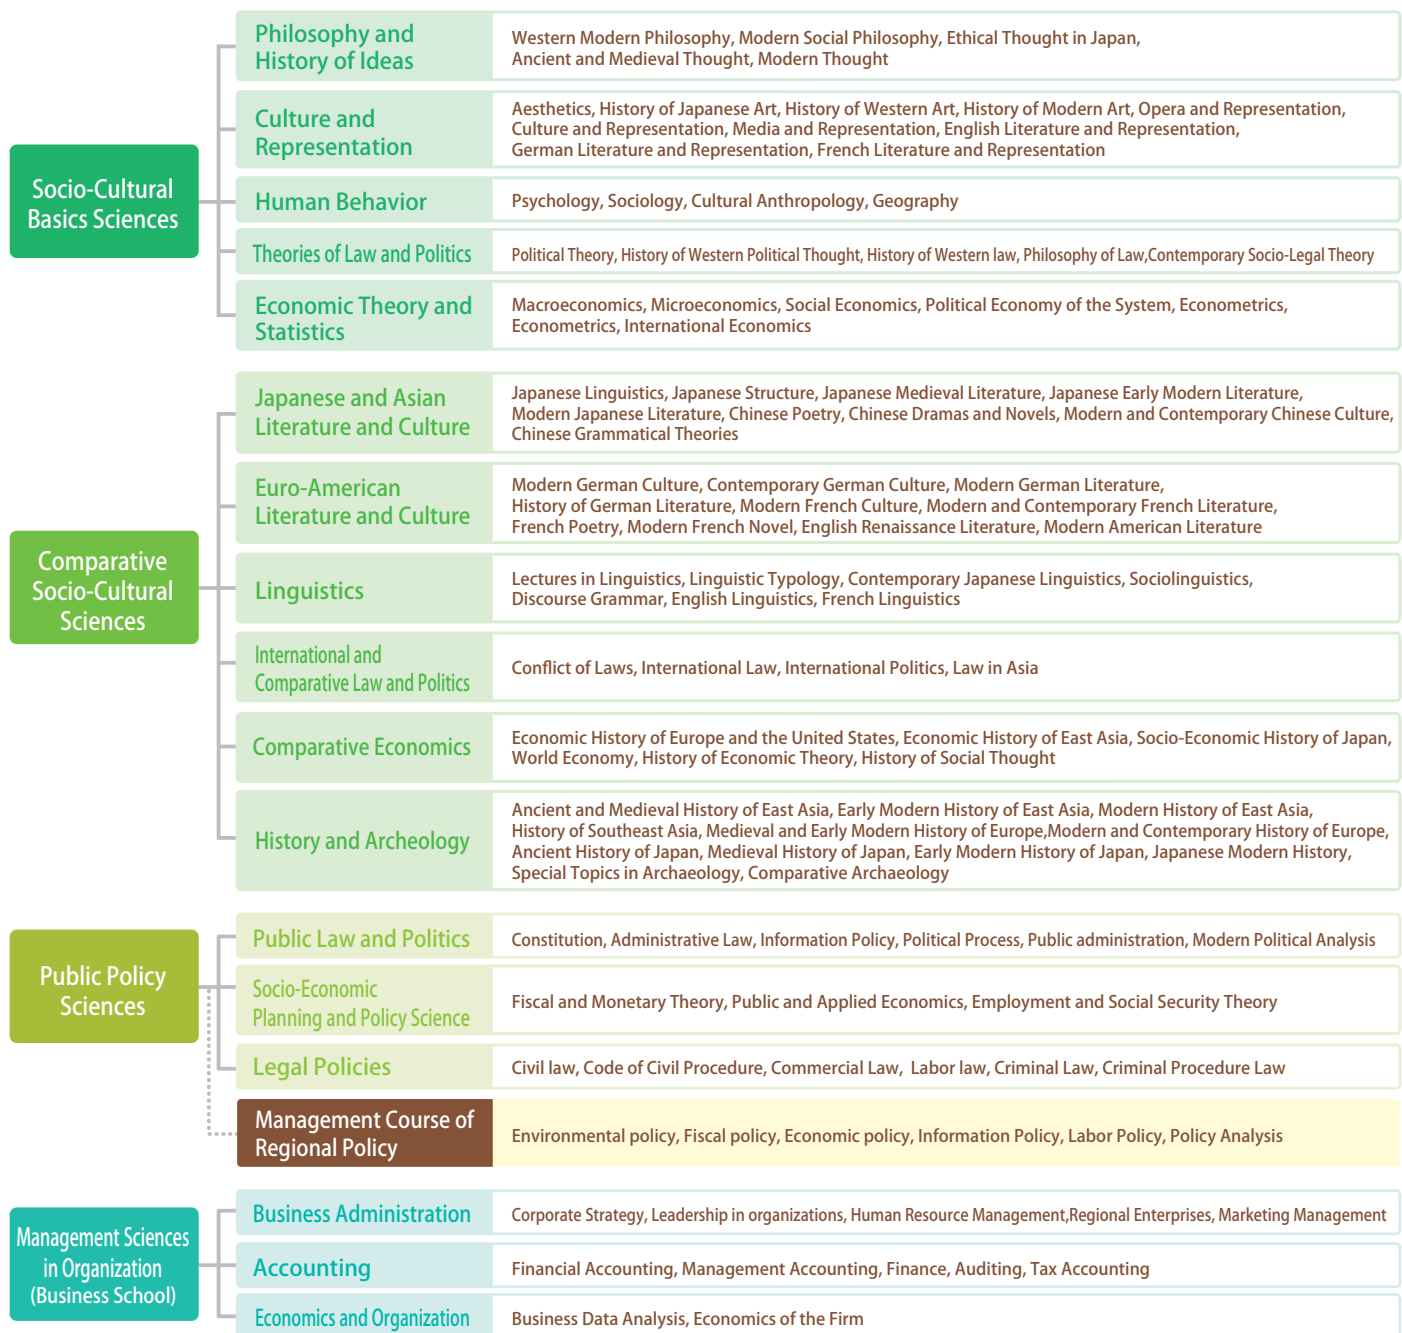 Socio-Cultural
Basics Sciences
Philosophy and
History of Ideas
Western Modern Philosophy, Modern Social Philosophy, Ethical Thought in Japan,
Ancient and Medieval Thought, Modern Thought
Culture and
Representation
Aesthetics, History of Japanese Art, History of Western Art, History of Modern Art, Opera and Representation,
Culture and Representation, Media and Representation, English Literature and Representation,
German Literature and Representation, French Literature and Representation
Human Behavior
Psychology, Sociology, Cultural Anthropology, Geography
Theories of Law and Politics
Political Theory, History of Western Political Thought, History of Western law, Philosophy of Law,Contemporary Socio-Legal Theory
Economic Theory and
Statistics
Macroeconomics, Microeconomics, Social Economics, Political Economy of the System, Econometrics,
Econometrics, International Economics
Comparative
Socio-Cultural
Sciences
Japanese and Asian
Literature and Culture
Japanese Linguistics, Japanese Structure, Japanese Medieval Literature, Japanese Early Modern Literature,
Modern Japanese Literature, Chinese Poetry, Chinese Dramas and Novels, Modern and Contemporary Chinese Culture,
Chinese Grammatical Theories
Euro-American
Literature and Culture
Modern German Culture, Contemporary German Culture, Modern German Literature,
History of German Literature, Modern French Culture, Modern and Contemporary French Literature,
French Poetry, Modern French Novel, English Renaissance Literature, Modern American Literature
Linguistics
Lectures in Linguistics, Linguistic Typology, Contemporary Japanese Linguistics, Sociolinguistics,
Discourse Grammar, English Linguistics, French Linguistics
International and
Comparative Law and Politics
Conflict of Laws, International Law, International Politics, Law in Asia
Comparative Economics
Economic History of Europe and the United States, Economic History of East Asia, Socio-Economic History of Japan,
World Economy, History of Economic Theory, History of Social Thought
History and Archeology
Ancient and Medieval History of East Asia, Early Modern History of East Asia, Modern History of East Asia,
History of Southeast Asia, Medieval and Early Modern History of Europe,Modern and Contemporary History of Europe,
Ancient History of Japan, Medieval History of Japan, Early Modern History of Japan, Japanese Modern History,
Special Topics in Archaeology, Comparative Archaeology
Public Policy
Sciences
Public Law and Politics
Constitution, Administrative Law, Information Policy, Political Process, Public administration, Modern Political Analysis
Socio-Economic
Planning and Policy Science
Fiscal and Monetary Theory, Public and Applied Economics, Employment and Social Security Theory
Legal Policies
Civil law, Code of Civil Procedure, Commercial Law, Labor law, Criminal Law, Criminal Procedure Law
Management Course of
Regional Policy
Environmental policy, Fiscal policy, Economic policy, Information Policy, Labor Policy, Policy Analysis
Management Sciences
in Organization
(Business School)
Business Administration
Corporate Strategy, Leadership in organizations, Human Resource Management,Regional Enterprises, Marketing Management
Accounting
Financial Accounting, Management Accounting, Finance, Auditing, Tax Accounting
Economics and Organization
Business Data Analysis, Economics of the Firm